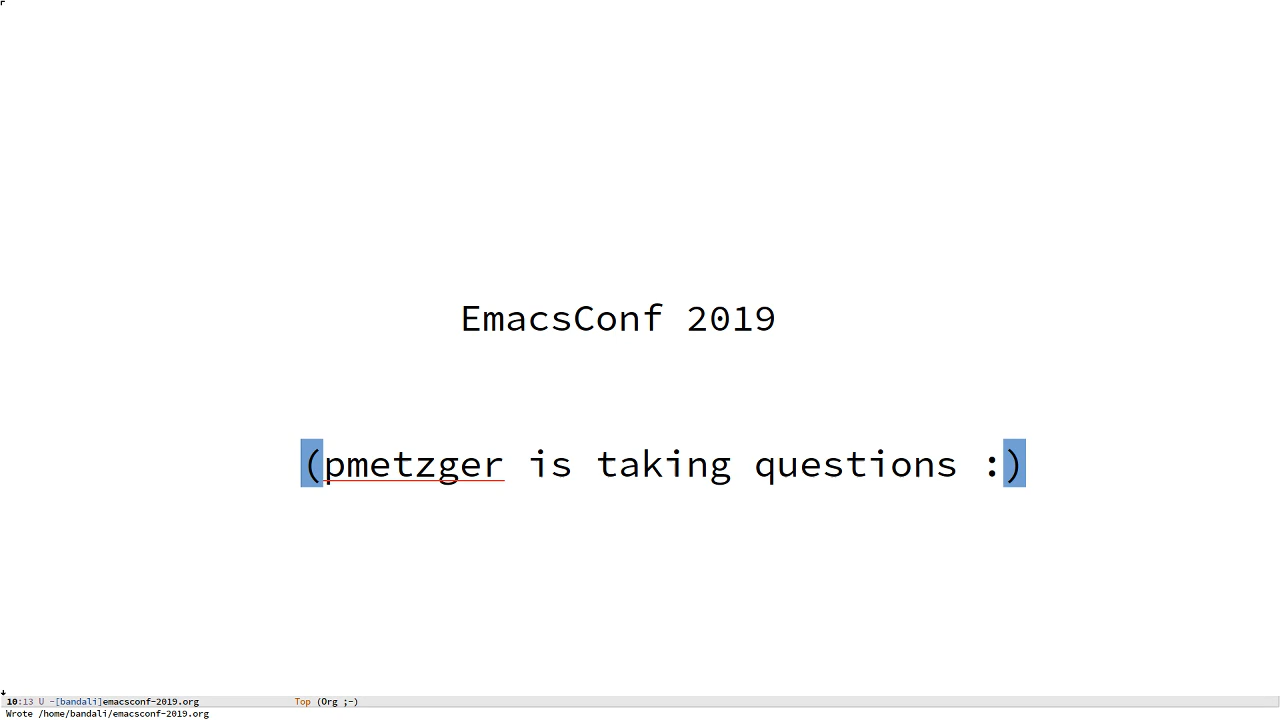 EmacsConf 2019
(pmetzger is taking questions :)
10:13 U -[bandali]emacsconf-2019.org Top (Org ;-)
Wrote /home/bandali/emacsconf-2019.org